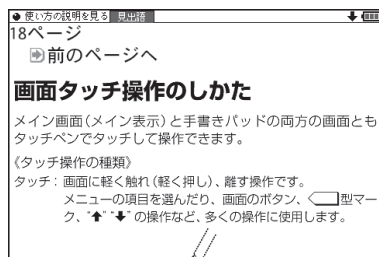 使い方の説明を見る 見出語
18ページ
前のページへ
画面タッチ操作のしかた
メイン画面(メイン表示)と手書きパッドの両方の画面とも
タッチペンでタッチして操作できます。
《タッチ操作の種類》
タッチ：画面に軽く触れ(軽く押し)、離す操作です。
メニューの項目を選んだり、画面のボタン、型マー
ク、"↑" "↓" の操作など、多くの操作に使用します。